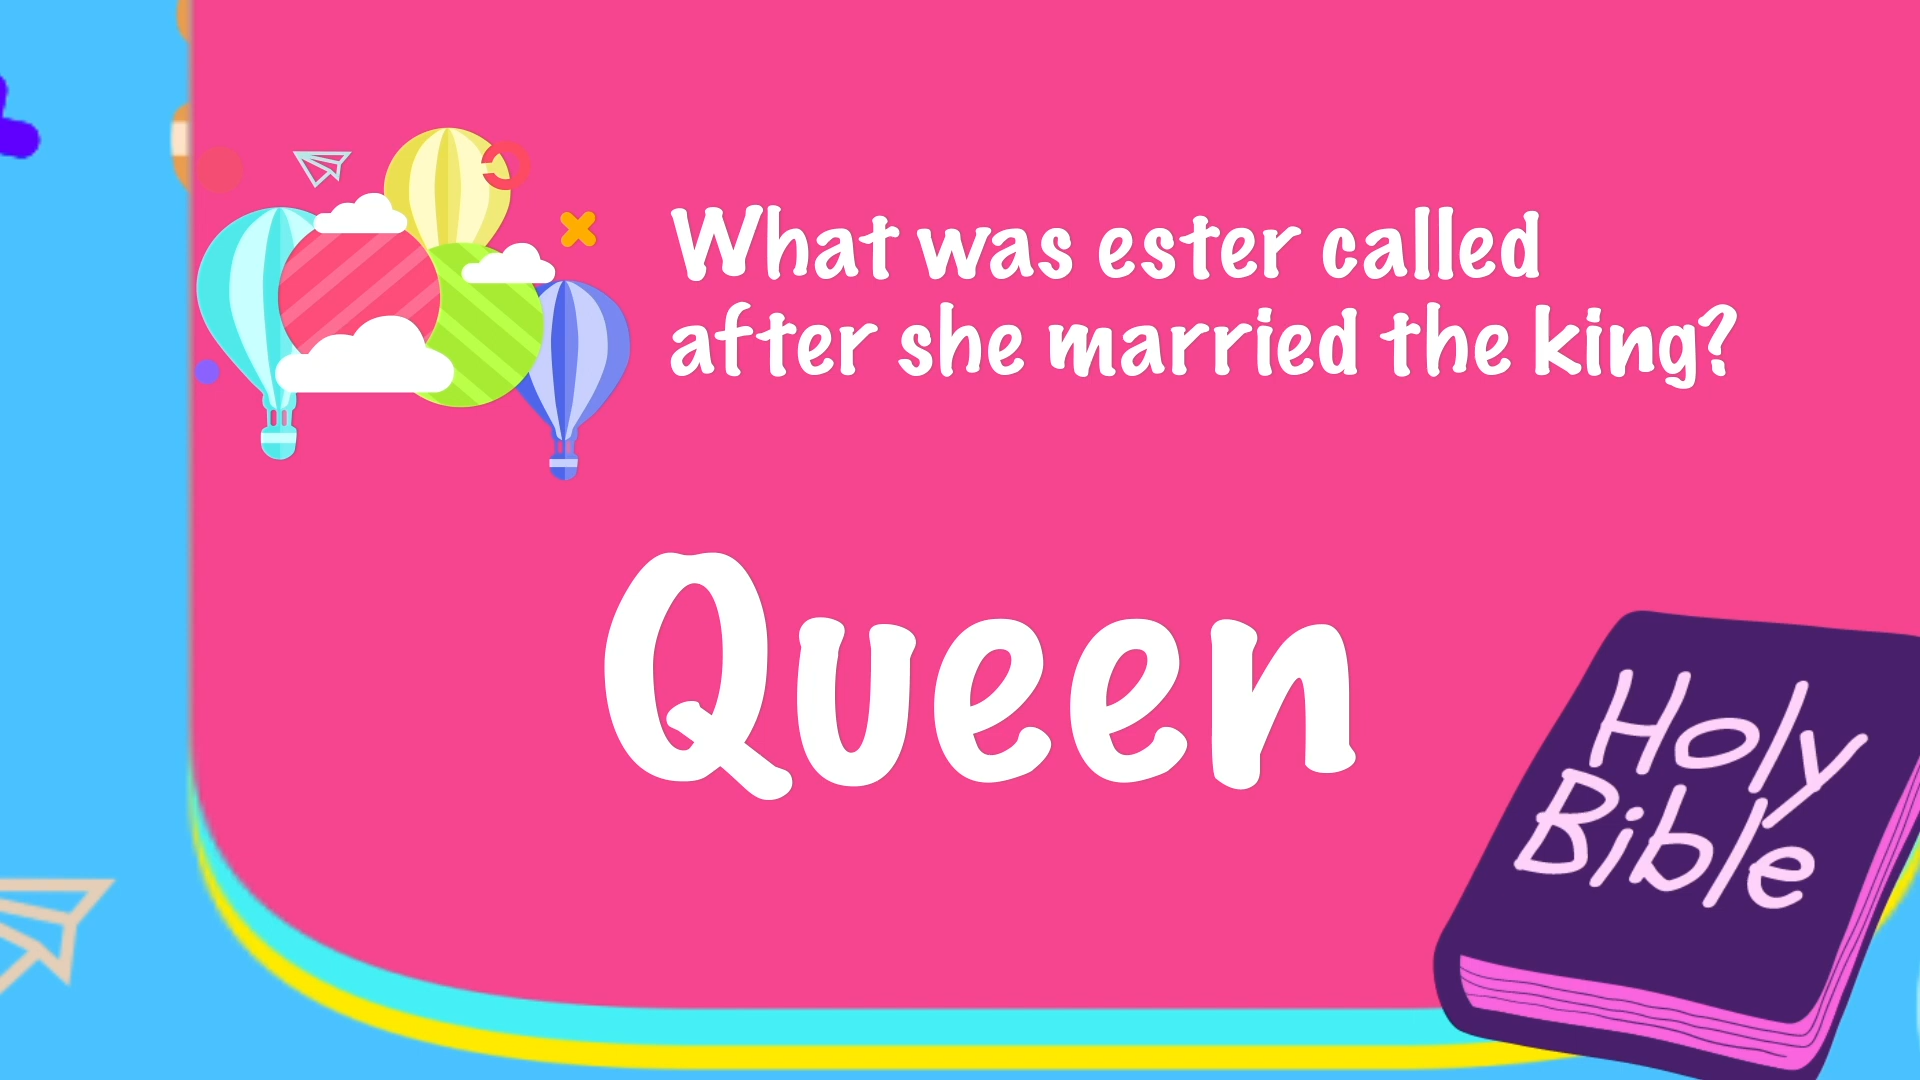 What was ester called
after she married the king?
Queen
Holy
Bible